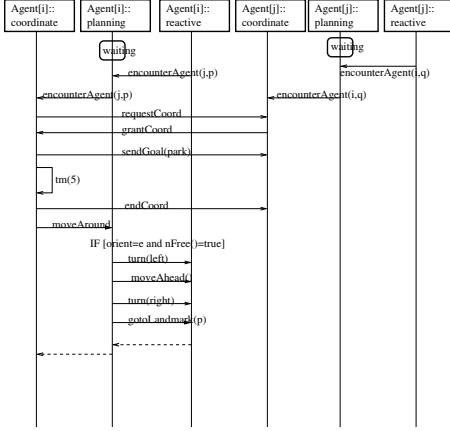 Agent[i]:: Agent[i]:: Agent[i]:: Agent[j]:: Agent[j]:: Agent[j]::
coordinate planning reactive coordinate planning reactive
waiting waiting
encounterAgent(j,p) encounterAgent(i,q)
encounterAgent(j,p) encounterAgent(i,q)
requestCoord
grantCoord
sendGoal(park)
tm(5)
endCoord
moveAround
IF [orient=e and nFree()=true]
turn(left)
moveAhead()
turn(right)
gotoLandmark(p)